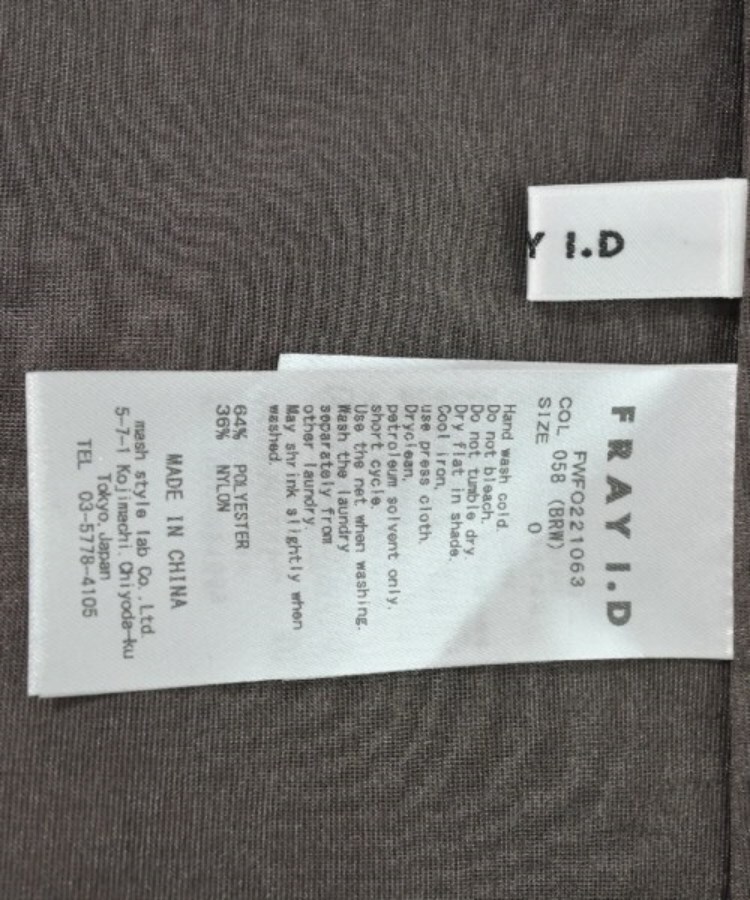 Y I.D
FRAY I.D
FWFO221063
COL 058 (BRW)
SIZE 0
Hand wash cold.
Do not bleach.
Do not tumble dry.
Dry flat in shade.
Cool iron,
use press cloth.
Dryclean,
petroleum solvent only.
short cycle.
Use the net when washing.
Wash the laundry
separately from
other laundry.
May shrink slightly when
washed.
64% POLYESTER
36% NYLON
MADE IN CHINA
mash style lab Co.,Ltd.
5-7-1 Kojimachi, Chiyoda-ku
Tokyo,Japan
TEL 03-5778-4105